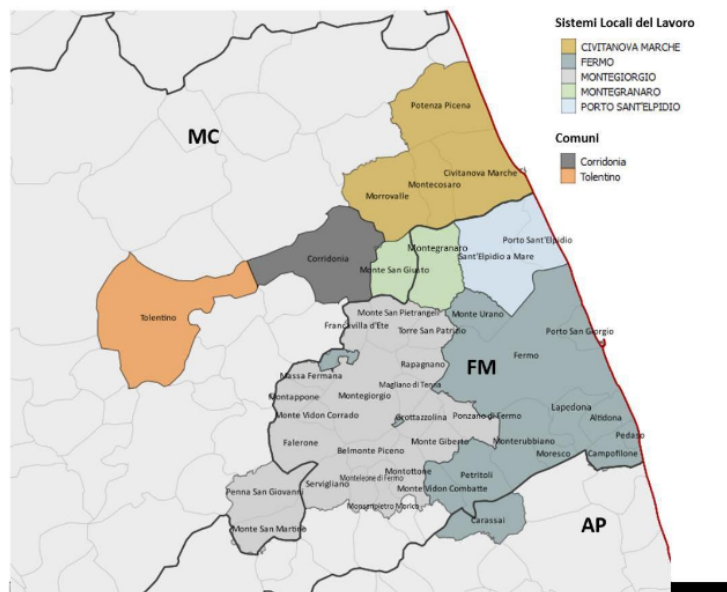 Sistemi Locali del Lavoro
CIVITANOVA MARCHE
FERMO
MONTEGIORGIO
MONTEGRANARO
PORTO SANT'ELPIDIO
Comuni
Corridonia
Tolentino
MC
Potenza Picena
Civitanova Marche
Montecosaro
Morrovalle
Montegranaro
Porto Sant'Elpidio
Corridonia
Sant'Elpidio a Mare
Monte San Giusto
Tolentino
Monte San Pietrangeli
Monte Urano
Francavilla d'Ete
Torre San Patrizio
Porto San Giorgio
Fermo
Rapagnano
FM
Massa Fermana
Magliano di Tenna
Montappone
Montegiorgio
Lapedona
Monte Vidon Corrado
Grottazzolina
Ponzano di Fermo
Altidona
Falerone
Monte Giberto
Monterubbiano
Pedaso
Belmonte Piceno
Moresco
Campofilone
Montottone
Petritoli
Servigliano
Monteleone di Fermo
Penna San Giovanni
Monte Vidon Combatte
Monsampietro Morico
Carassai
Monte San Martino
AP